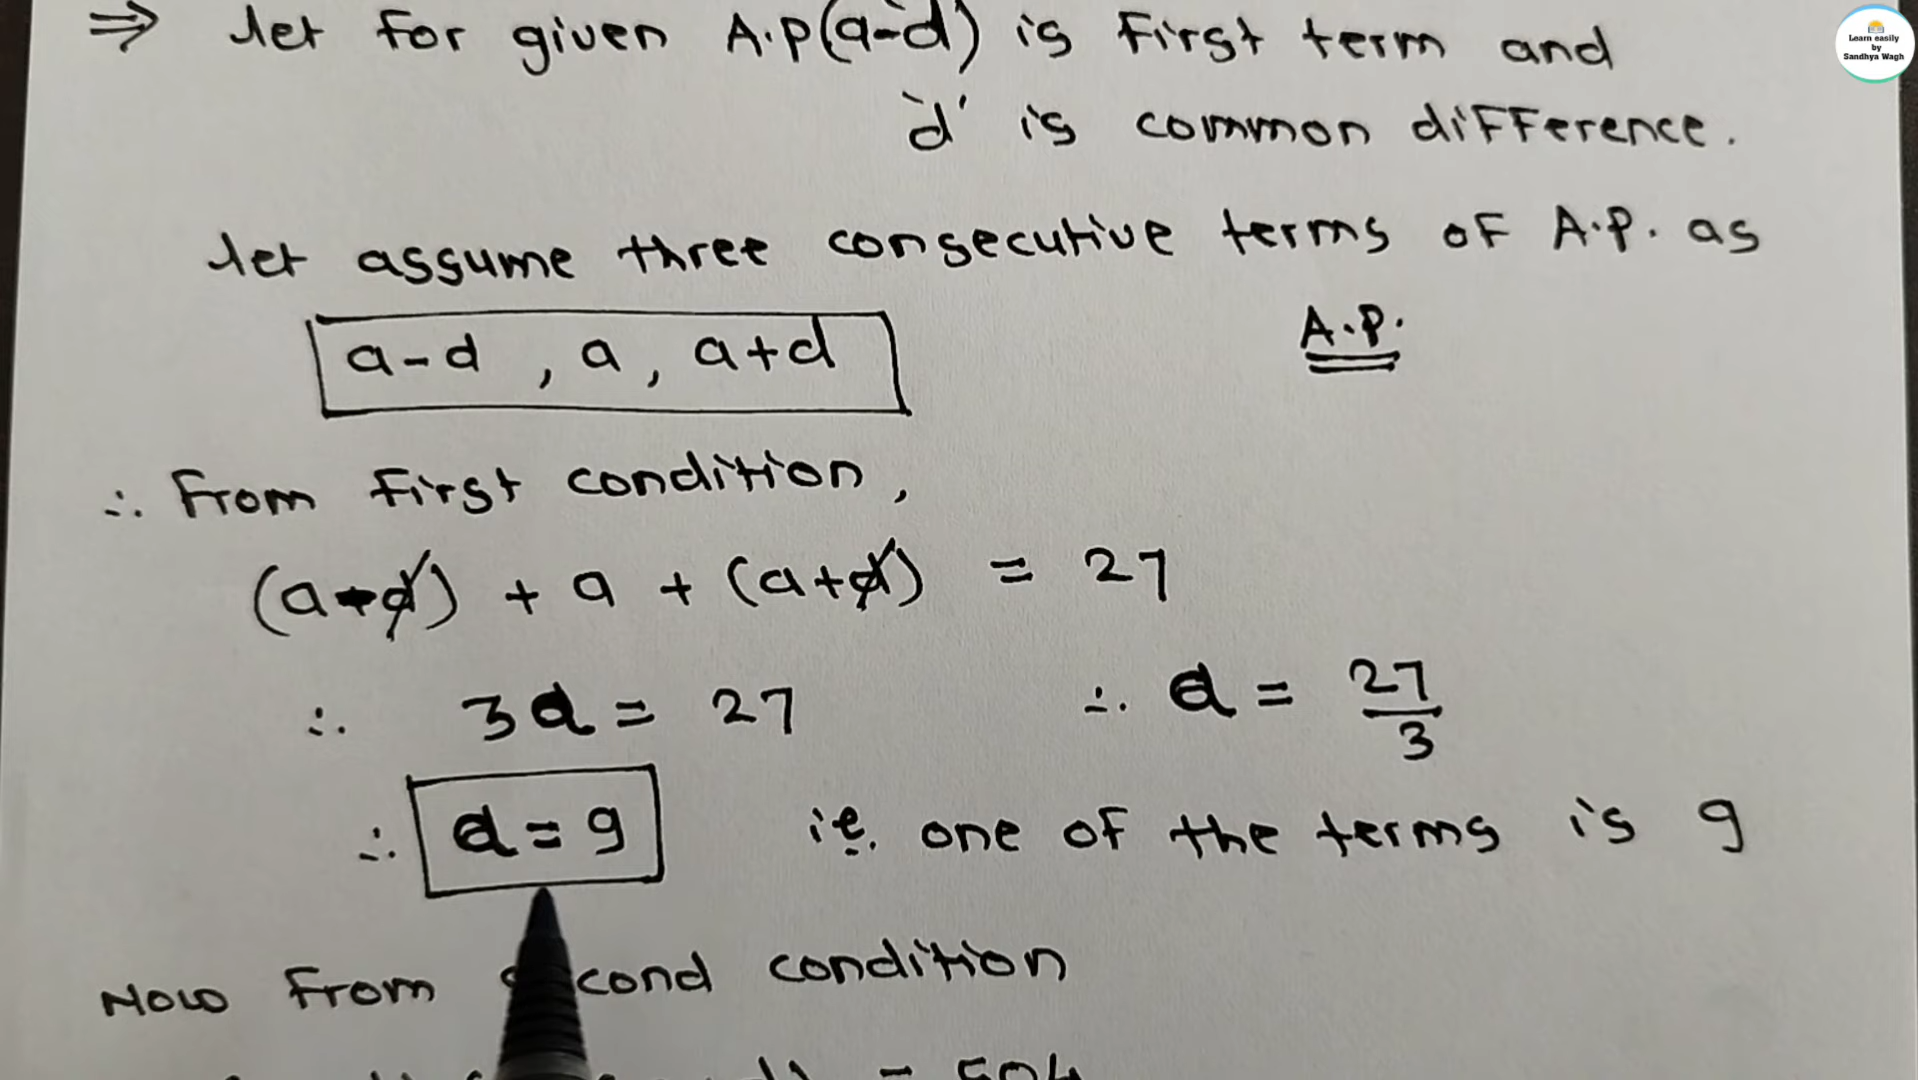 ⇒ let for given A.P(a-d) is first term and
'd' is common difference.
let assume three consecutive terms of A.P. as
a-d , a, a+d
A.P.
∴ From first condition,
(a-d) + a + (a+d) = 27
∴ 3a = 27 ∴ a = 27/3
∴ a = 9 i.e. one of the terms is 9
Now from second condition
= 504
Learn easily
by
Sandhya Wagh